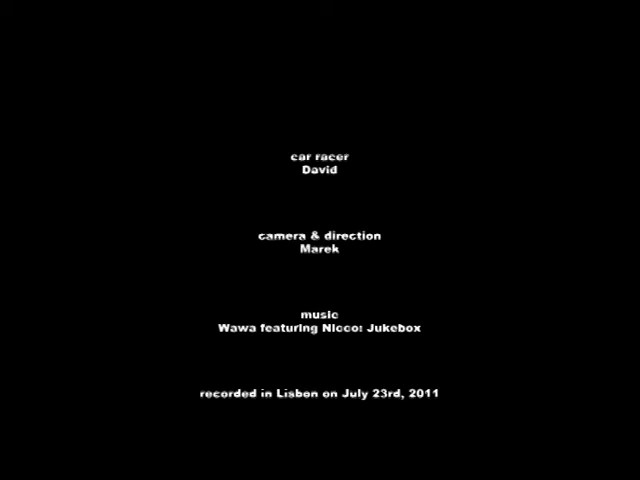 car racer
David
camera & direction
Marek
music
Wawa featuring Nicco: Jukebox
recorded in Lisbon on July 23rd, 2011